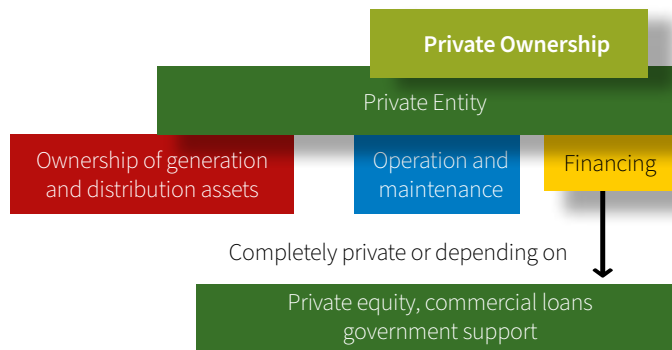 Private Ownership
Private Entity
Ownership of generation
and distribution assets
Operation and
maintenance
Financing
Completely private or depending on
Private equity, commercial loans
government support